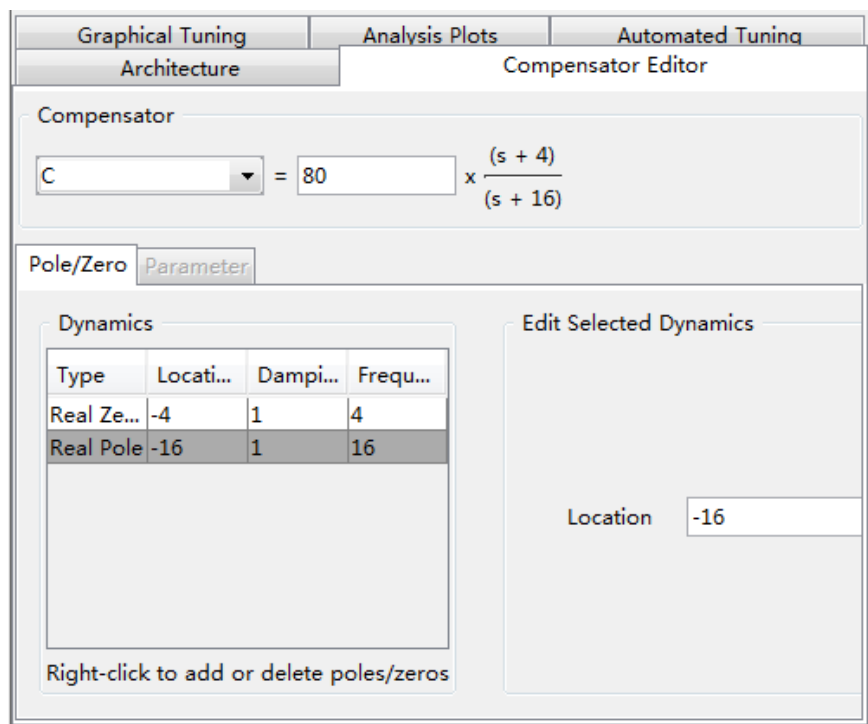 Graphical Tuning Analysis Plots Automated Tuning
Architecture Compensator Editor
Compensator
C = 80 x (s + 4)
(s + 16)
Pole/Zero Parameter
Dynamics Edit Selected Dynamics
Type Locati... Dampi... Frequ...
Real Ze... -4 1 4
Real Pole -16 1 16
Location -16
Right-click to add or delete poles/zeros